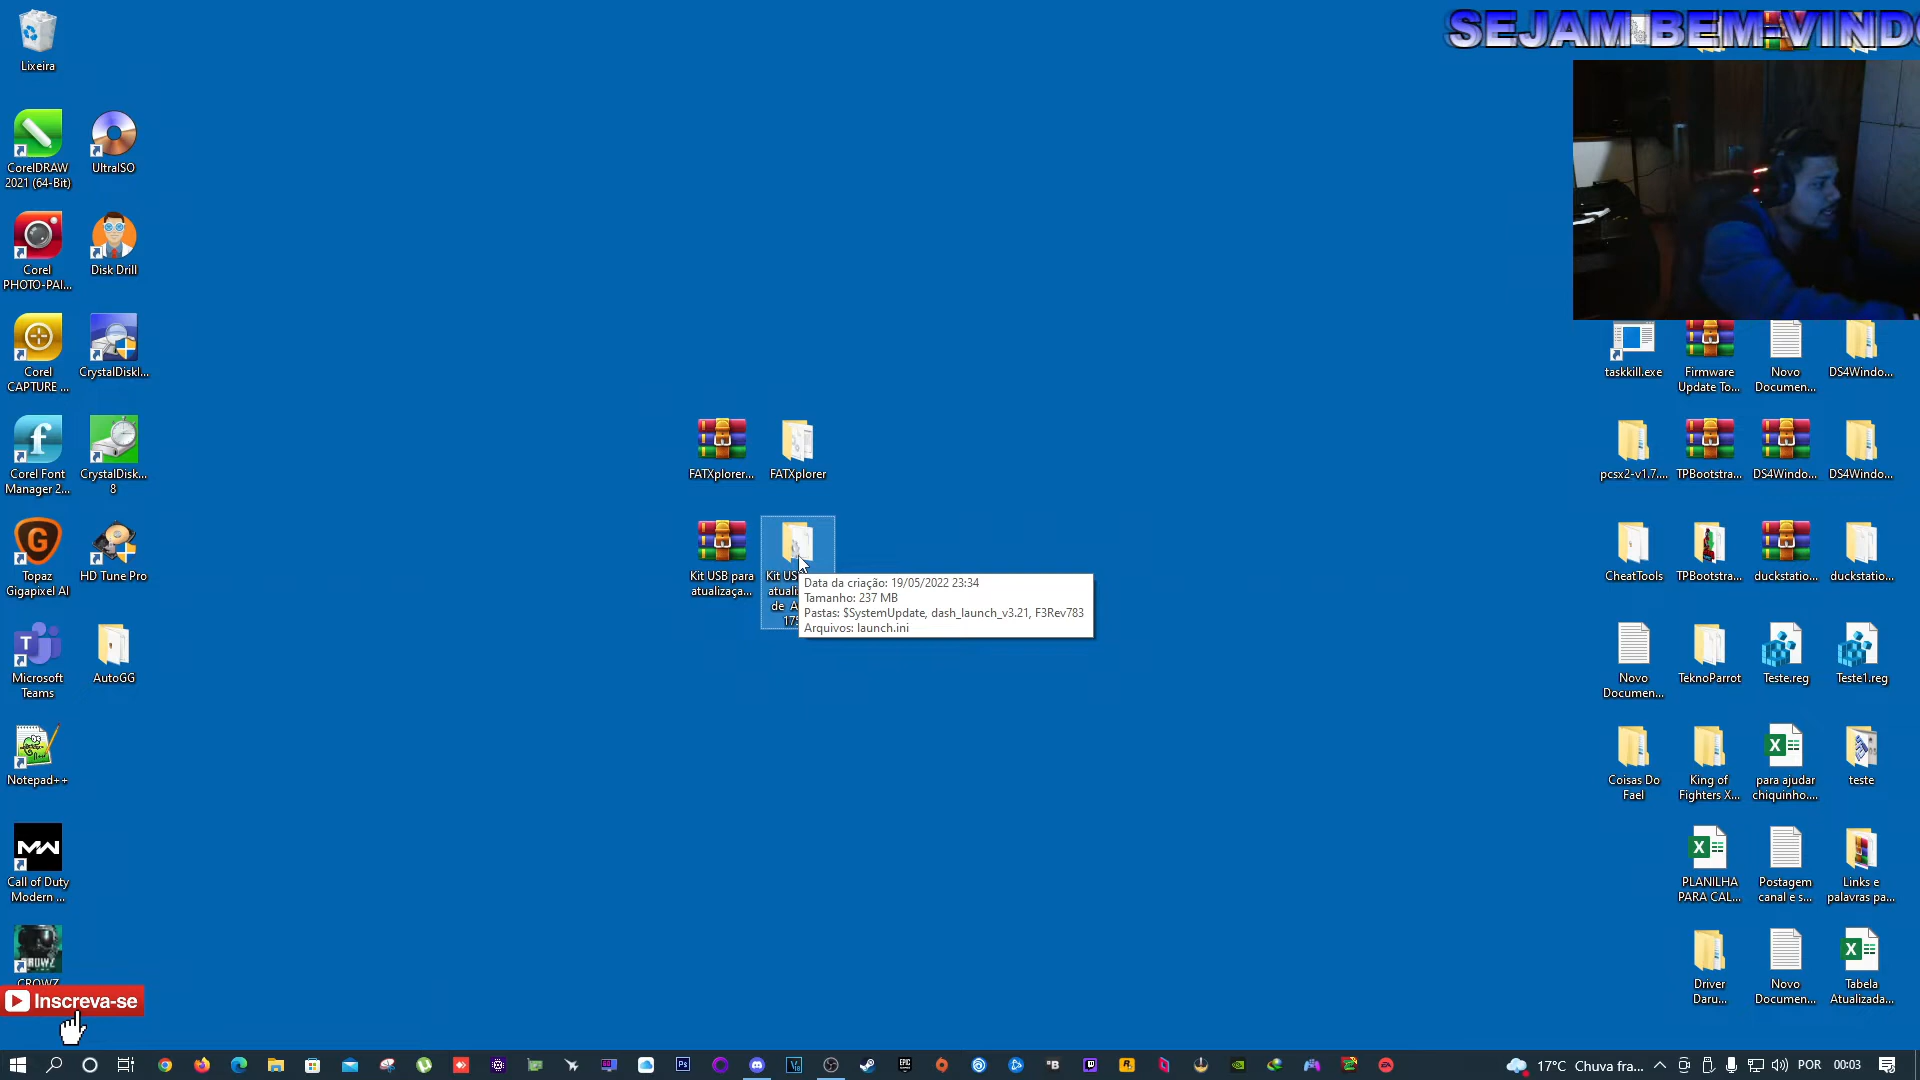 SEJAM BEM-VINDO
Lixeira
CorelDRAW
2021 (64-Bit)
UltraISO
Corel
PHOTO-PAI...
Disk Drill
Corel
CAPTURE ...
CrystalDiskI...
Corel Font
Manager 2...
CrystalDisk...
8
Topaz
Gigapixel AI
HD Tune Pro
Microsoft
Teams
AutoGG
Notepad++
Call of Duty
Modern ...
CROWZ
Inscreva-se
FATXplorer...
FATXplorer
Kit USB para
atualizaça...
Data da criação: 19/05/2022 23:34
Tamanho: 237 MB
Pastas: $SystemUpdate, dash_launch_v3.21, F3Rev783
Arquivos: launch.ini
taskkill.exe
Firmware
Update To...
Novo
Documen...
DS4Windo...
pcsx2-v1.7....
TPBootstra...
DS4Windo...
DS4Windo...
CheatTools
TPBootstra...
duckstatio...
duckstatio...
Novo
Documen...
TeknoParrot
Teste.reg
Teste1.reg
Coisas Do
Fael
King of
Fighters X...
para ajudar
chiquinho....
teste
PLANILHA
PARA CAL...
Postagem
canal e s...
Links e
palavras pa...
Driver
Daru...
Novo
Documen...
Tabela
Atualizada...
17°C Chuva fra...
POR
00:03